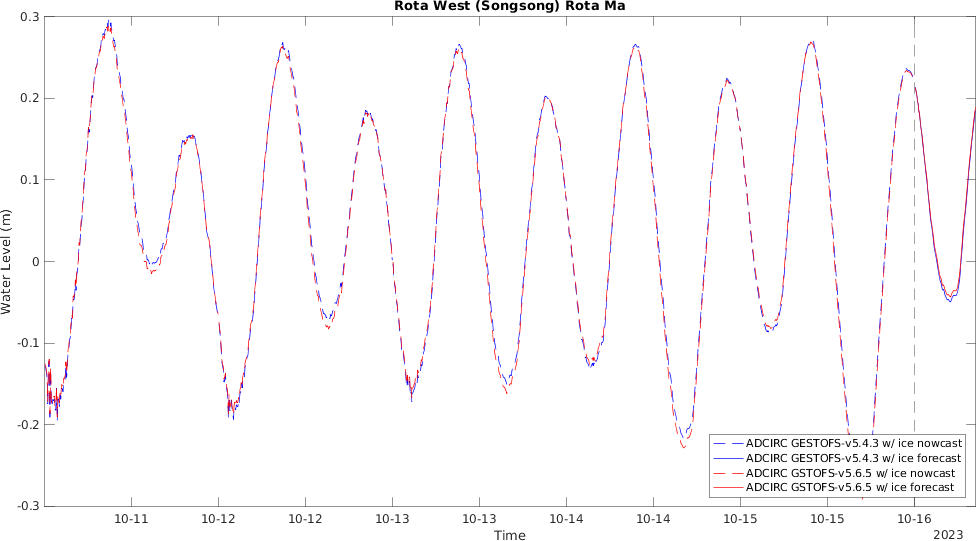 Rota West (Songsong) Rota Ma
0.3
0.2
0.1
0
-0.1
-0.2
-0.3
Water Level (m)
ADCIRC GESTOFS-v5.4.3 w/ ice nowcast
ADCIRC GESTOFS-v5.4.3 w/ ice forecast
ADCIRC GSTOFS-v5.6.5 w/ ice nowcast
ADCIRC GSTOFS-v5.6.5 w/ ice forecast
10-11 10-12 10-12 10-13 10-13 10-14 10-14 10-15 10-15 10-16
Time
2023